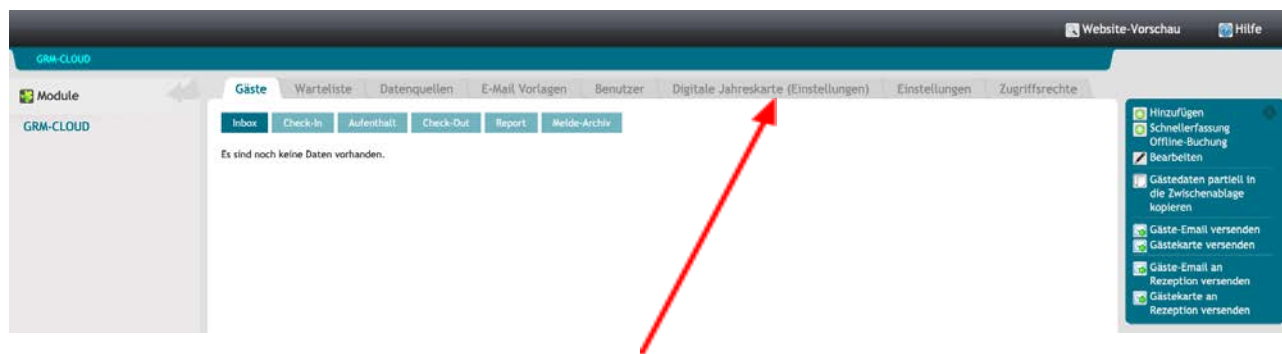 Website-Vorschau Hilfe
GRM-CLOUD
Module
GRM-CLOUD
Gäste Warteliste Datenquellen E-Mail Vorlagen Benutzer Digitale Jahreskarte (Einstellungen) Einstellungen Zugriffsrechte
Inbox Check-In Aufenthalt Check-Out Report Melde-Archiv
Es sind noch keine Daten vorhanden.
Hinzufügen
Schnellerfassung
Offline-Buchung
Bearbeiten
Gästedaten partiell in
die Zwischenablage
kopieren
Gäste-Email versenden
Gästekarte versenden
Gäste-Email an
Rezeption versenden
Gästekarte an
Rezeption versenden